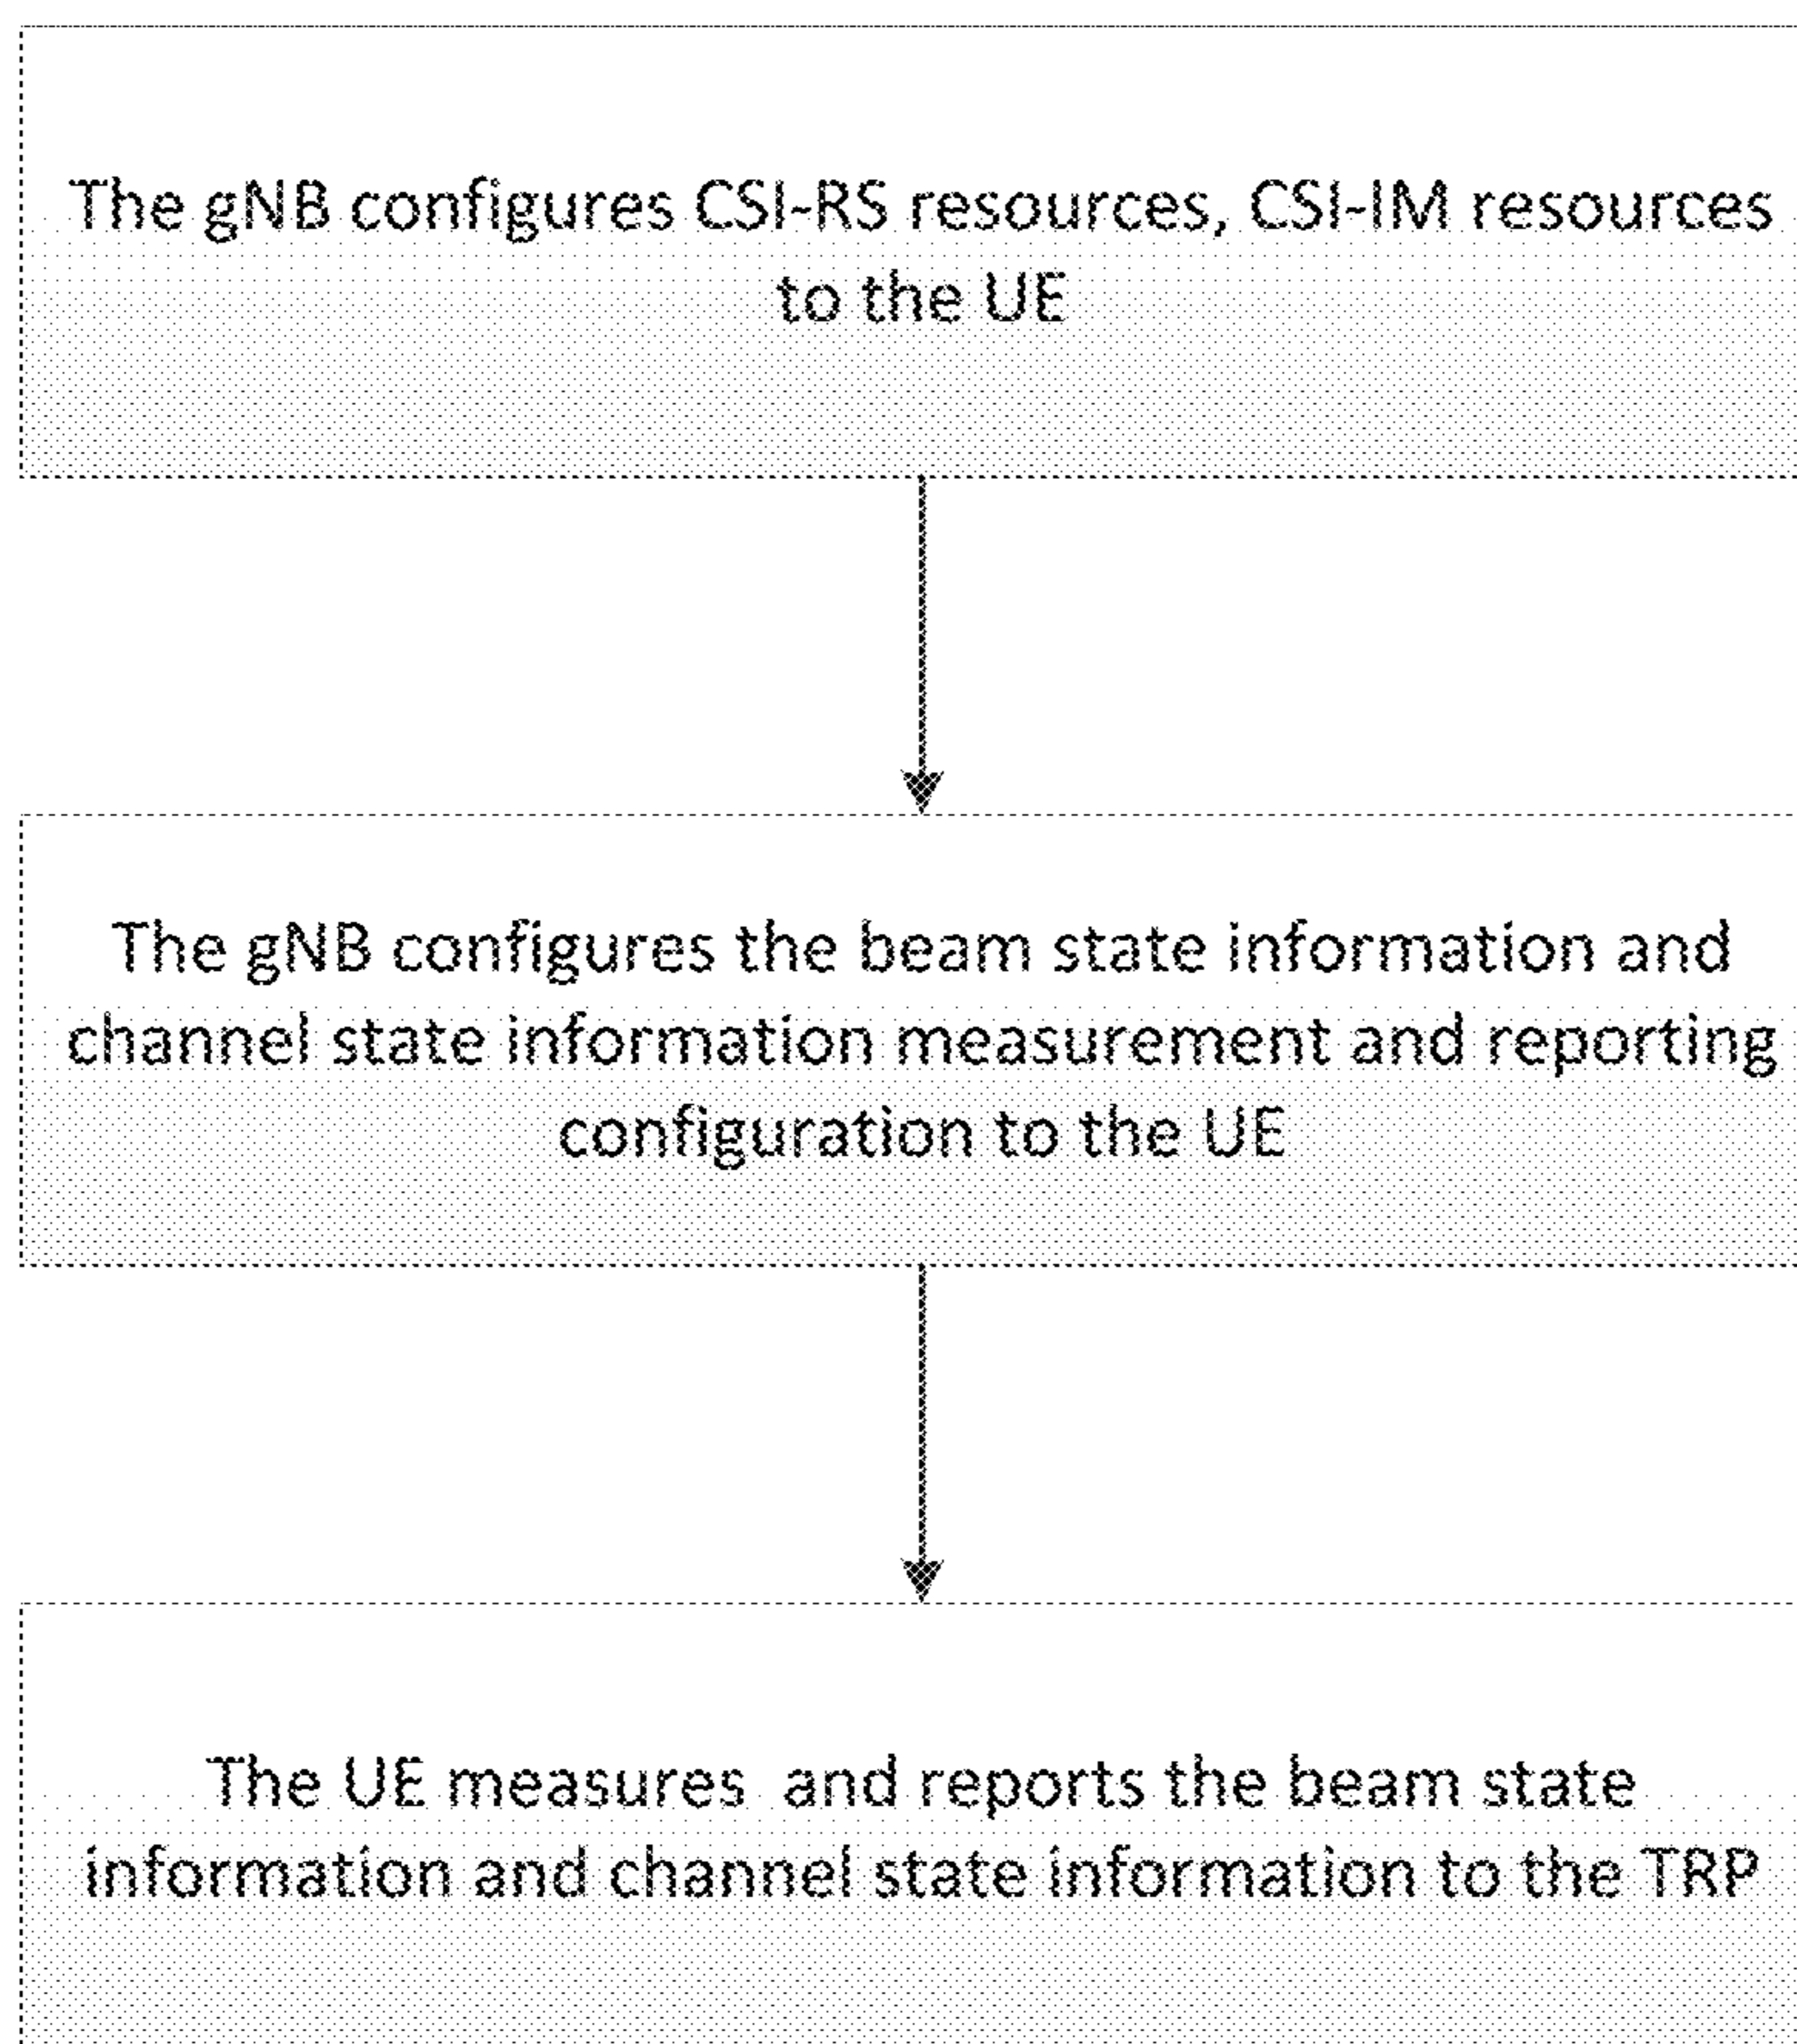 The gNB configures CSI-RS resources, CSI-IM resources
to the UE
The gNB configures the beam state information and
channel state information measurement and reporting
configuration to the UE
The UE measures  and reports the beam state
information and channel state information to the TRP